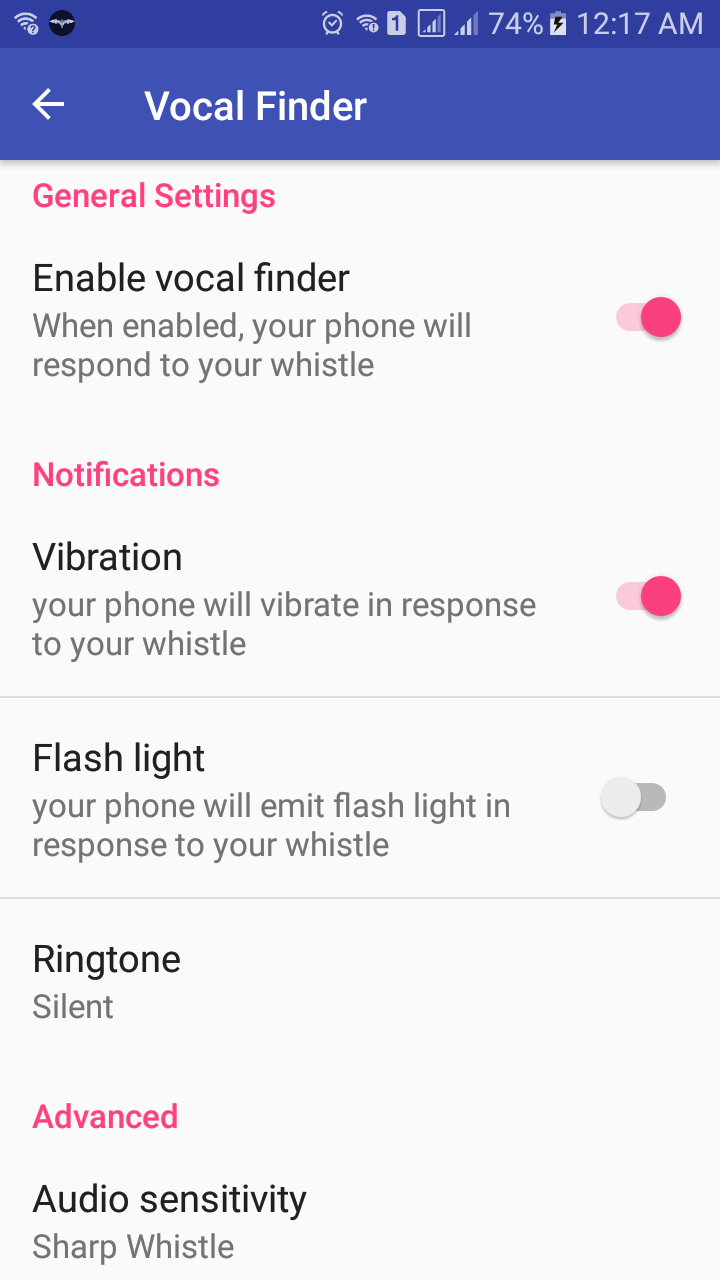 1 74% 12:17 AM
Vocal Finder
General Settings
Enable vocal finder
When enabled, your phone will
respond to your whistle
Notifications
Vibration
your phone will vibrate in response
to your whistle
Flash light
your phone will emit flash light in
response to your whistle
Ringtone
Silent
Advanced
Audio sensitivity
Sharp Whistle